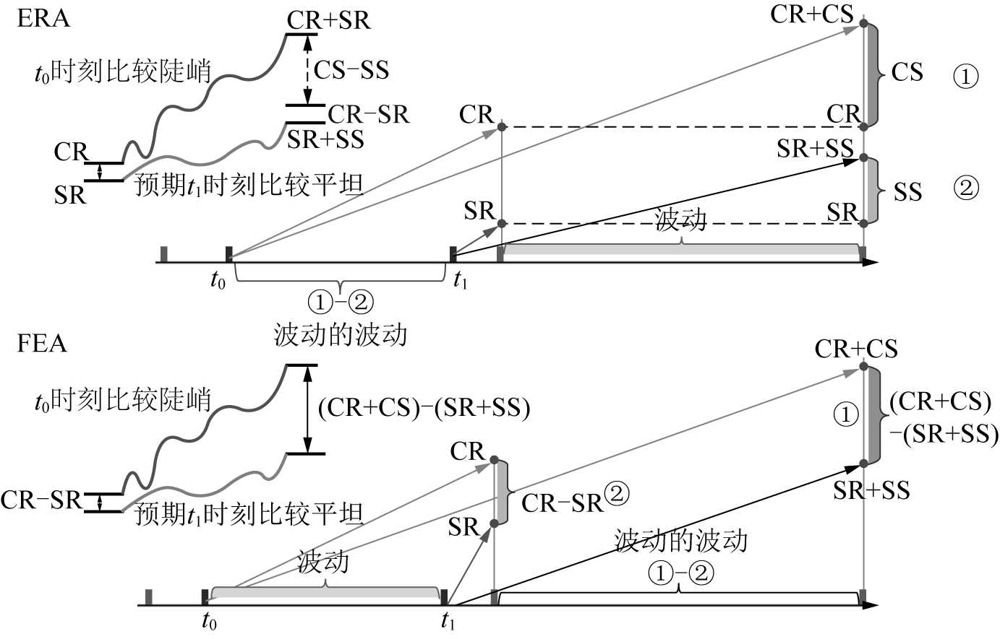 ERA
CR+SR
t₀时刻比较陡峭
CS−SS
CR−SR
SR+SS
CR
SR
预期t₁时刻比较平坦
CR+CS
CS
①
CR
CR
SR+SS
SS
②
SR
SR
波动
t₀
t₁
①−②
波动的波动
FEA
t₀时刻比较陡峭
(CR+CS)−(SR+SS)
CR−SR
预期t₁时刻比较平坦
CR+CS
①
(CR+CS)
−(SR+SS)
CR
CR−SR②
SR
SR+SS
波动
波动的波动
①−②
t₀
t₁